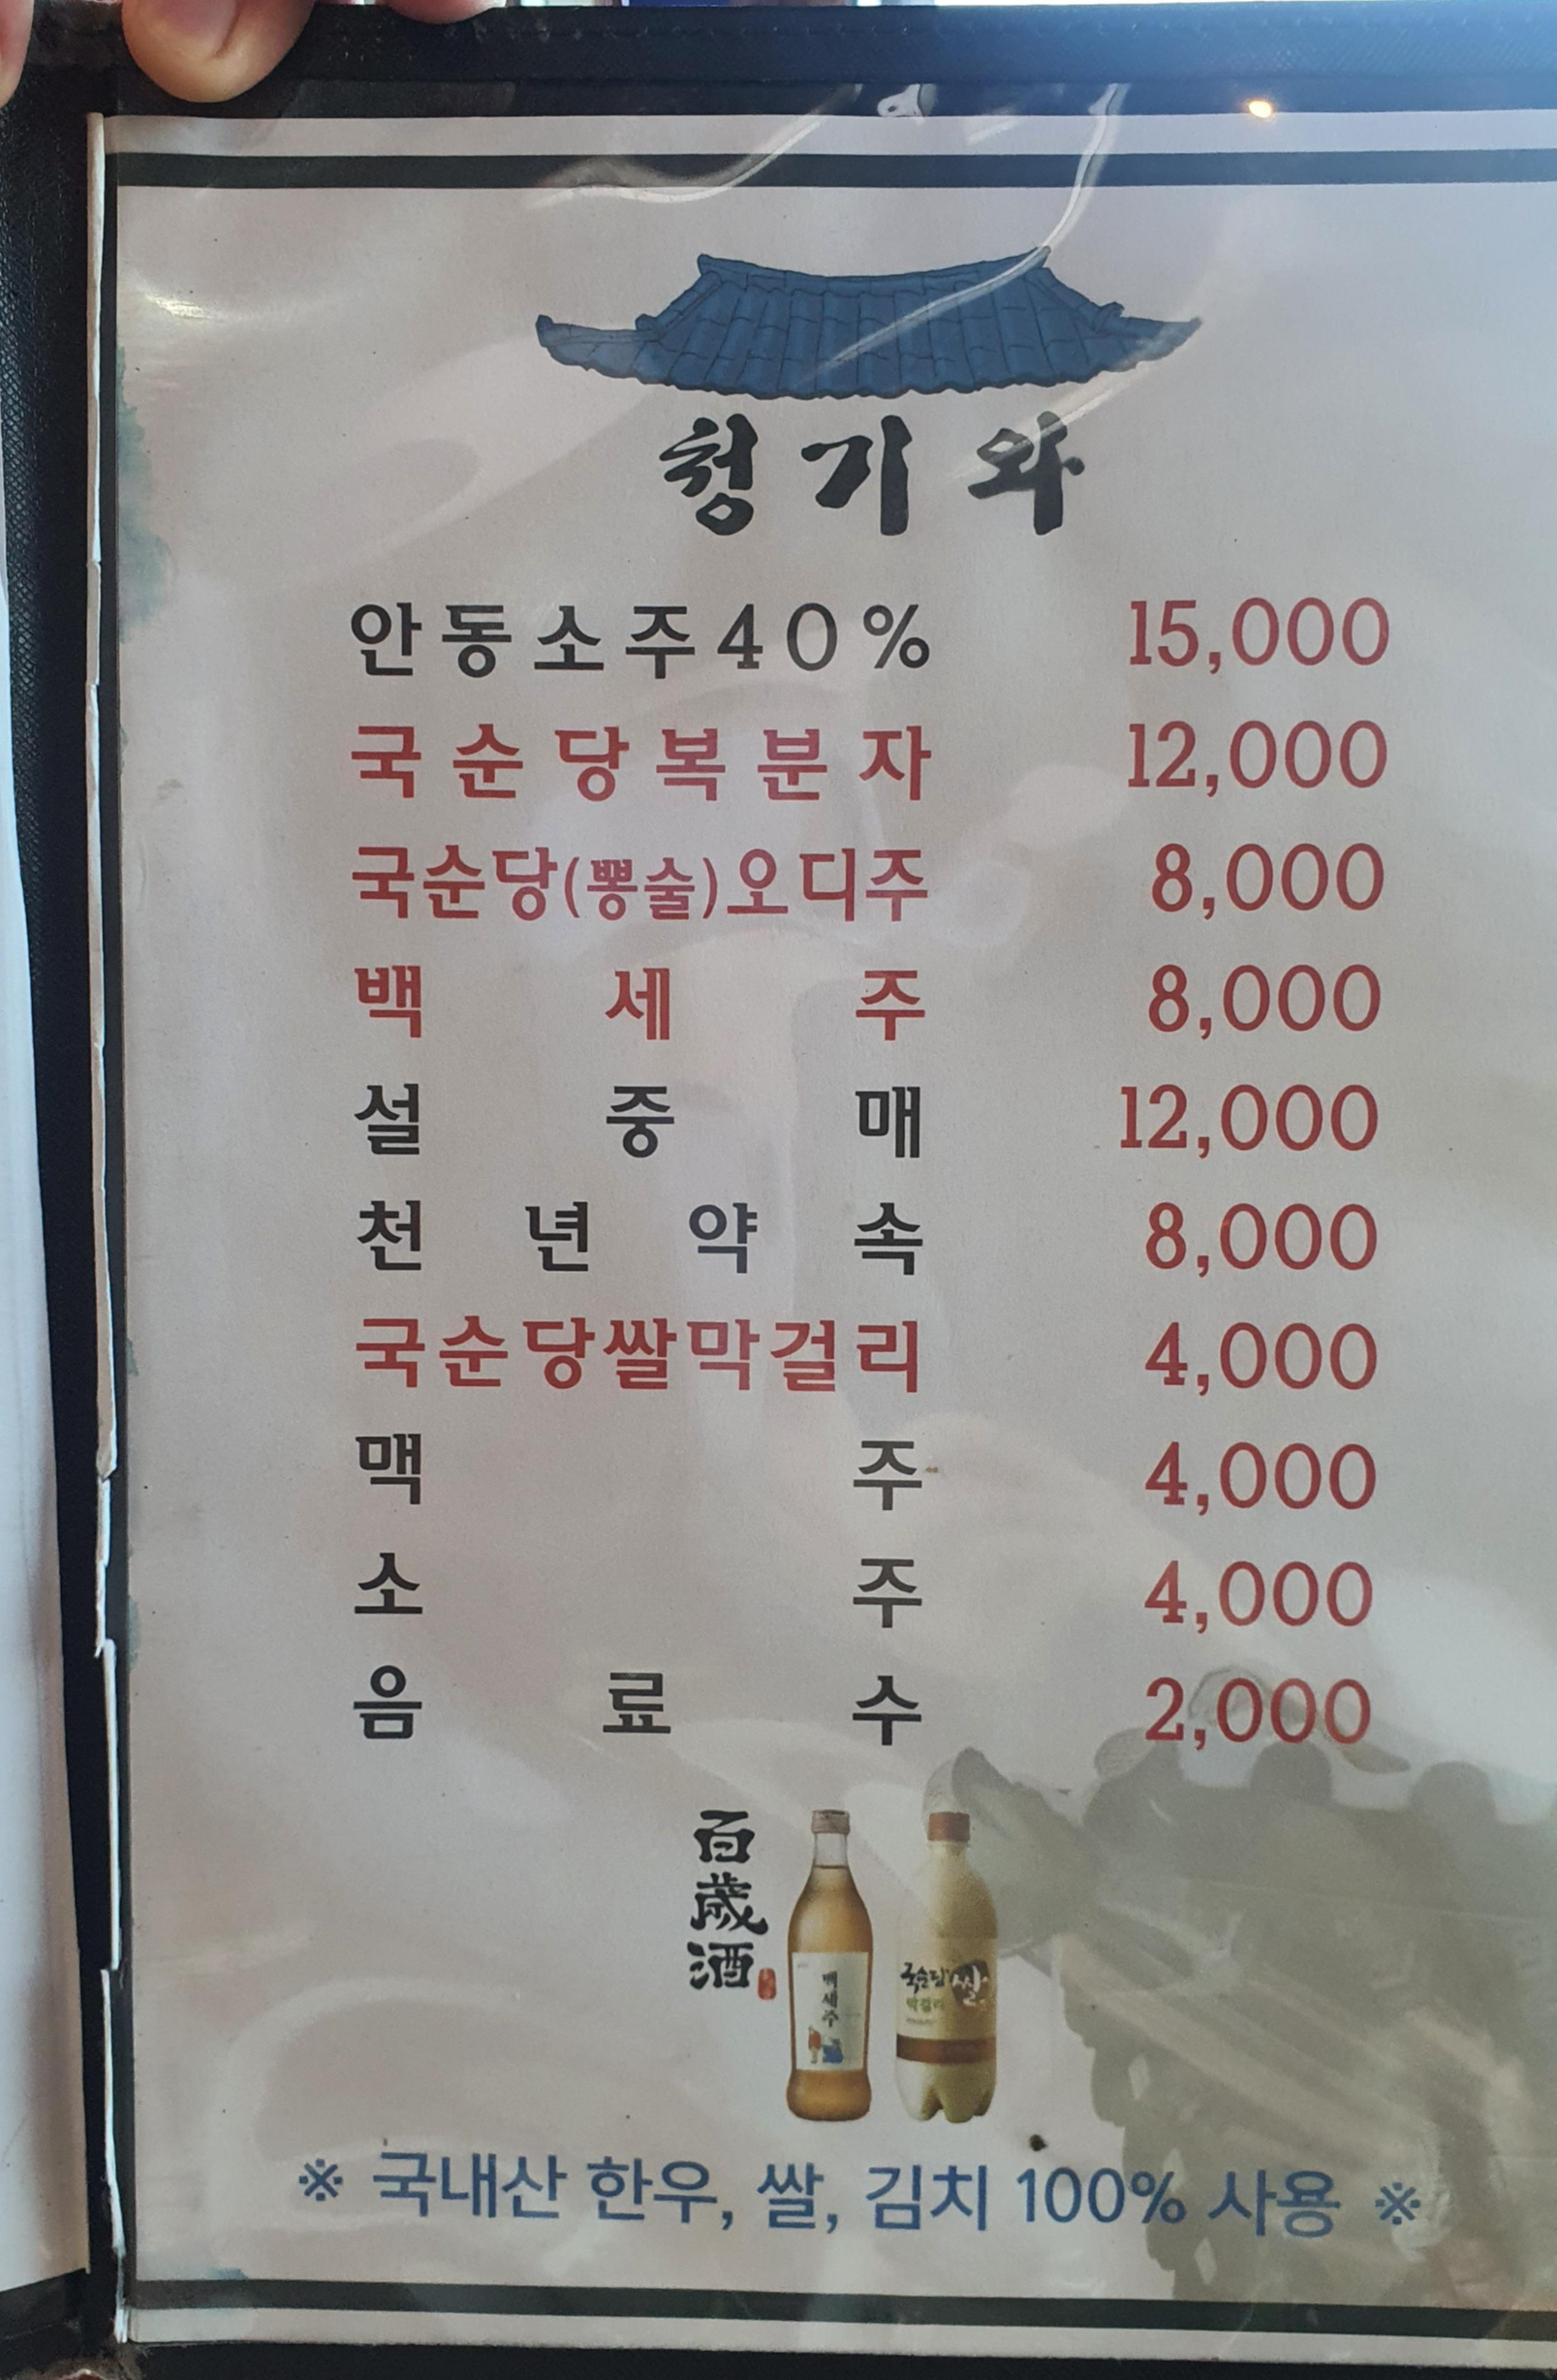 청기와
안동소주40% 15,000
국순당복분자 12,000
국순당(뽕술)오디주 8,000
백세주 8,000
설중매 12,000
천년약속 8,000
국순당쌀막걸리 4,000
맥주 4,000
소주 4,000
음료수 2,000
百歲酒
백세주
국순당 쌀
막걸리
※ 국내산 한우, 쌀, 김치 100% 사용 ※